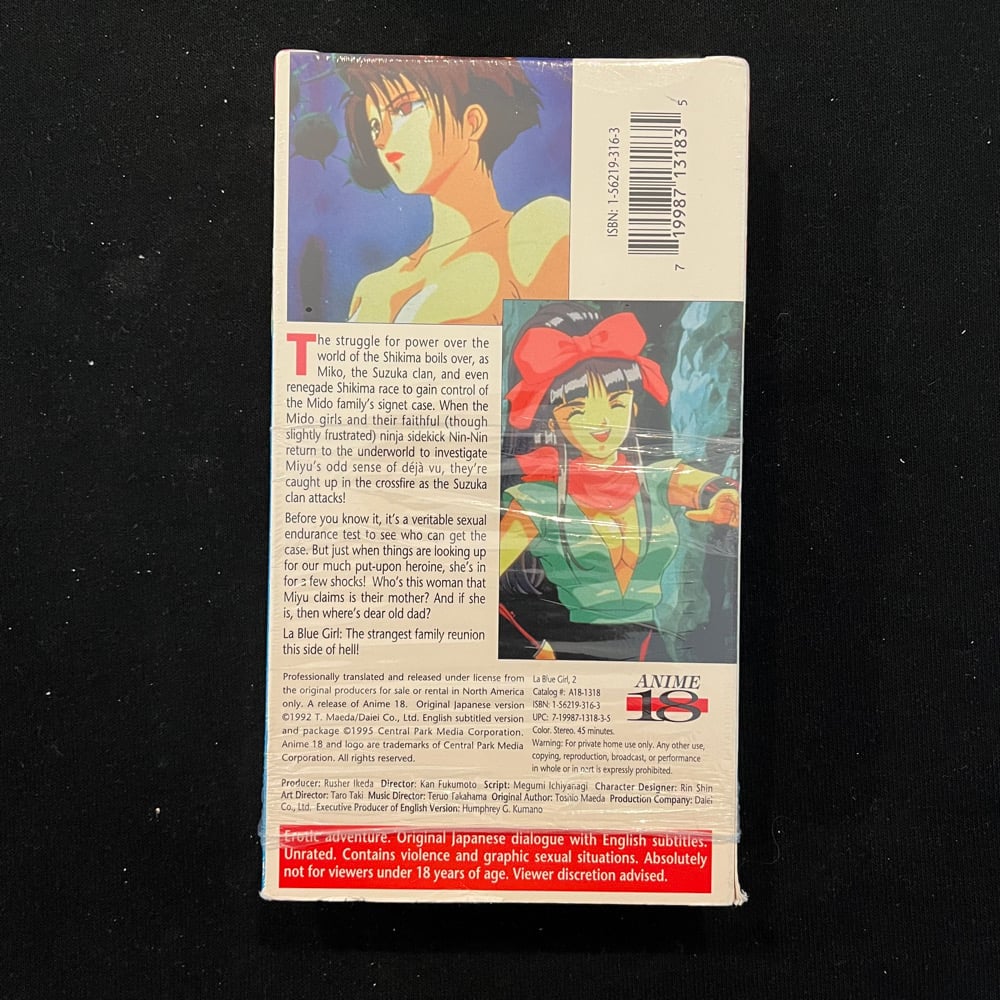 ISBN: 1-56219-316-3
7 19987 13183 5
The struggle for power over the
world of the Shikima boils over, as
Miko, the Suzuka clan, and even
renegade Shikima race to gain control of
the Mido family's signet case. When the
Mido girls and their faithful (though
slightly frustrated) ninja sidekick Nin-Nin
return to the underworld to investigate
Miyu's odd sense of déjà vu, they're
caught up in the crossfire as the Suzuka
clan attacks!
Before you know it, it's a veritable sexual
endurance test to see who can get the
case. But just when things are looking up
for our much put-upon heroine, she's in
for a few shocks! Who's this woman that
Miyu claims is their mother? And if she
is, then where's dear old dad?
La Blue Girl: The strangest family reunion
this side of hell!
Professionally translated and released under license from
the original producers for sale or rental in North America
only. A release of Anime 18. Original Japanese version
©1992 T. Maeda/Daiei Co., Ltd. English subtitled version
and package ©1995 Central Park Media Corporation.
Anime 18 and logo are trademarks of Central Park Media
Corporation. All rights reserved.
La Blue Girl, 2
Catalog #: A18-1318
ISBN: 1-56219-316-3
UPC: 7-19987-1318-3-5
Color. Stereo. 45 minutes.
Warning: For private home use only. Any other use,
copying, reproduction, broadcast, or performance
in whole or in part is expressly prohibited.
ANIME
18
Producer: Rusher Ikeda Director: Kan Fukumoto Script: Megumi Ichiyanagi Character Designer: Rin Shin
Art Director: Taro Taki Music Director: Teruo Takahama Original Author: Toshio Maeda Production Company: Daiei
Co., Ltd. Executive Producer of English Version: Humphrey G. Kumano
Erotic adventure. Original Japanese dialogue with English subtitles.
Unrated. Contains violence and graphic sexual situations. Absolutely
not for viewers under 18 years of age. Viewer discretion advised.